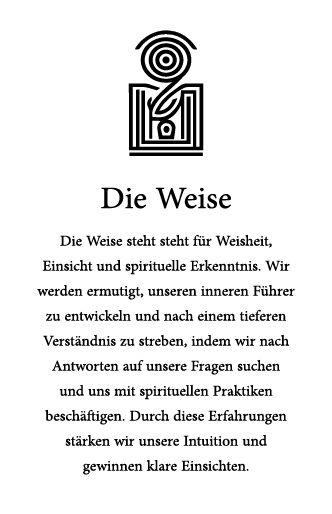 Die Weise
Die Weise steht steht für Weisheit,
Einsicht und spirituelle Erkenntnis. Wir
werden ermutigt, unseren inneren Führer
zu entwickeln und nach einem tieferen
Verständnis zu streben, indem wir nach
Antworten auf unsere Fragen suchen
und uns mit spirituellen Praktiken
beschäftigen. Durch diese Erfahrungen
stärken wir unsere Intuition und
gewinnen klare Einsichten.